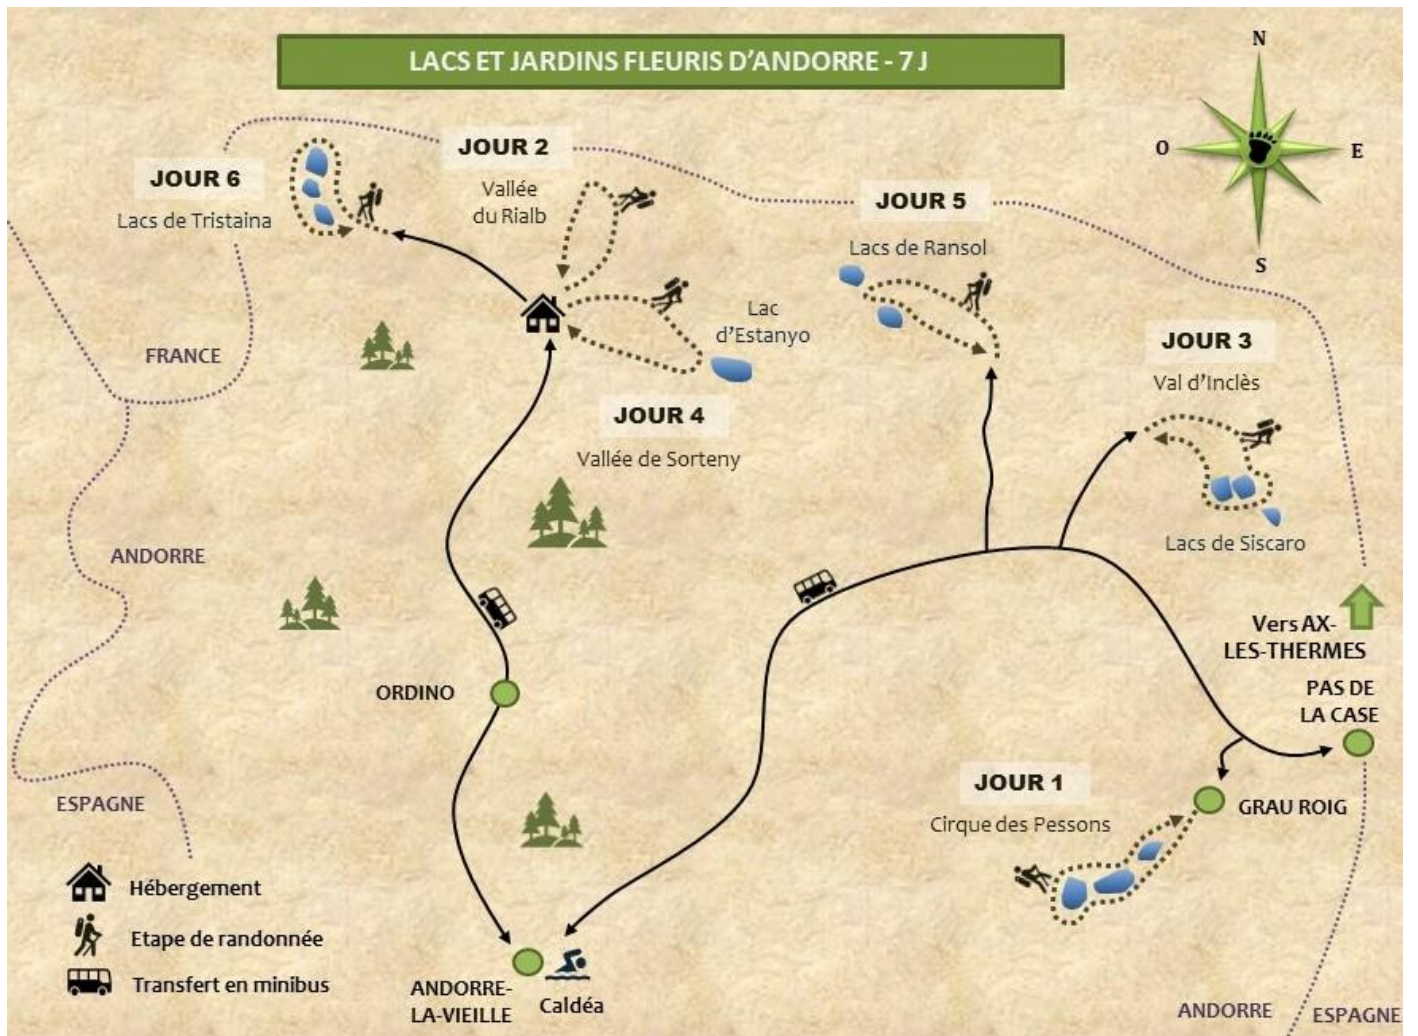 LACS ET JARDINS FLEURIS D'ANDORRE - 7 J
N
O
E
S
JOUR 2
Vallée
du Rialb
JOUR 6
Lacs de Tristaina
JOUR 5
Lacs de Ransol
Lac
d'Estanyo
JOUR 3
Val d'Inclès
FRANCE
JOUR 4
Vallée de Sorteny
Lacs de Siscaro
ANDORRE
Vers AX-
LES-THERMES
PAS DE
LA CASE
ORDINO
JOUR 1
Cirque des Pessons
GRAU ROIG
ESPAGNE
Hébergement
Etape de randonnée
Transfert en minibus
ANDORRE-
LA-VIEILLE
Caldéa
ANDORRE
ESPAGNE